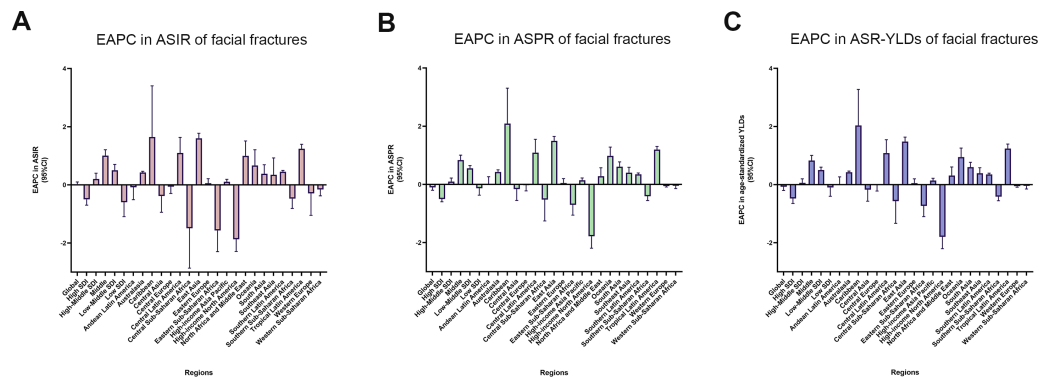 A
EAPC in ASIR of facial fractures
EAPC in ASIR
(95%CI)
4
2
0
-2
Global
High SDI
High-Middle SDI
Middle SDI
Low-Middle SDI
Low SDI
Andean Latin America
Australasia
Caribbean
Central Asia
Central Europe
Central Latin America
Central Sub-Saharan Africa
East Asia
Eastern Europe
Eastern Sub-Saharan Africa
High-Income Asia Pacific
High-Income North America
North Africa and Middle East
Oceania
South Asia
Southeast Asia
Southern Latin America
Southern Sub-Saharan Africa
Tropical Latin America
Western Europe
Western Sub-Saharan Africa
Regions
B
EAPC in ASPR of facial fractures
EAPC in ASPR
(95%CI)
4
2
0
-2
Global
High SDI
High-Middle SDI
Middle SDI
Low-Middle SDI
Low SDI
Andean Latin America
Australasia
Caribbean
Central Asia
Central Europe
Central Latin America
Central Sub-Saharan Africa
East Asia
Eastern Europe
Eastern Sub-Saharan Africa
High-Income Asia Pacific
High-Income North America
North Africa and Middle East
Oceania
South Asia
Southeast Asia
Southern Latin America
Southern Sub-Saharan Africa
Tropical Latin America
Western Europe
Western Sub-Saharan Africa
Regions
C
EAPC in ASR-YLDs of facial fractures
EAPC in age-standardized YLDs
(95%CI)
4
2
0
-2
Global
High SDI
High-Middle SDI
Middle SDI
Low-Middle SDI
Low SDI
Andean Latin America
Australasia
Caribbean
Central Asia
Central Europe
Central Latin America
Central Sub-Saharan Africa
East Asia
Eastern Europe
Eastern Sub-Saharan Africa
High-Income Asia Pacific
High-Income North America
North Africa and Middle East
Oceania
South Asia
Southeast Asia
Southern Latin America
Southern Sub-Saharan Africa
Tropical Latin America
Western Europe
Western Sub-Saharan Africa
Regions